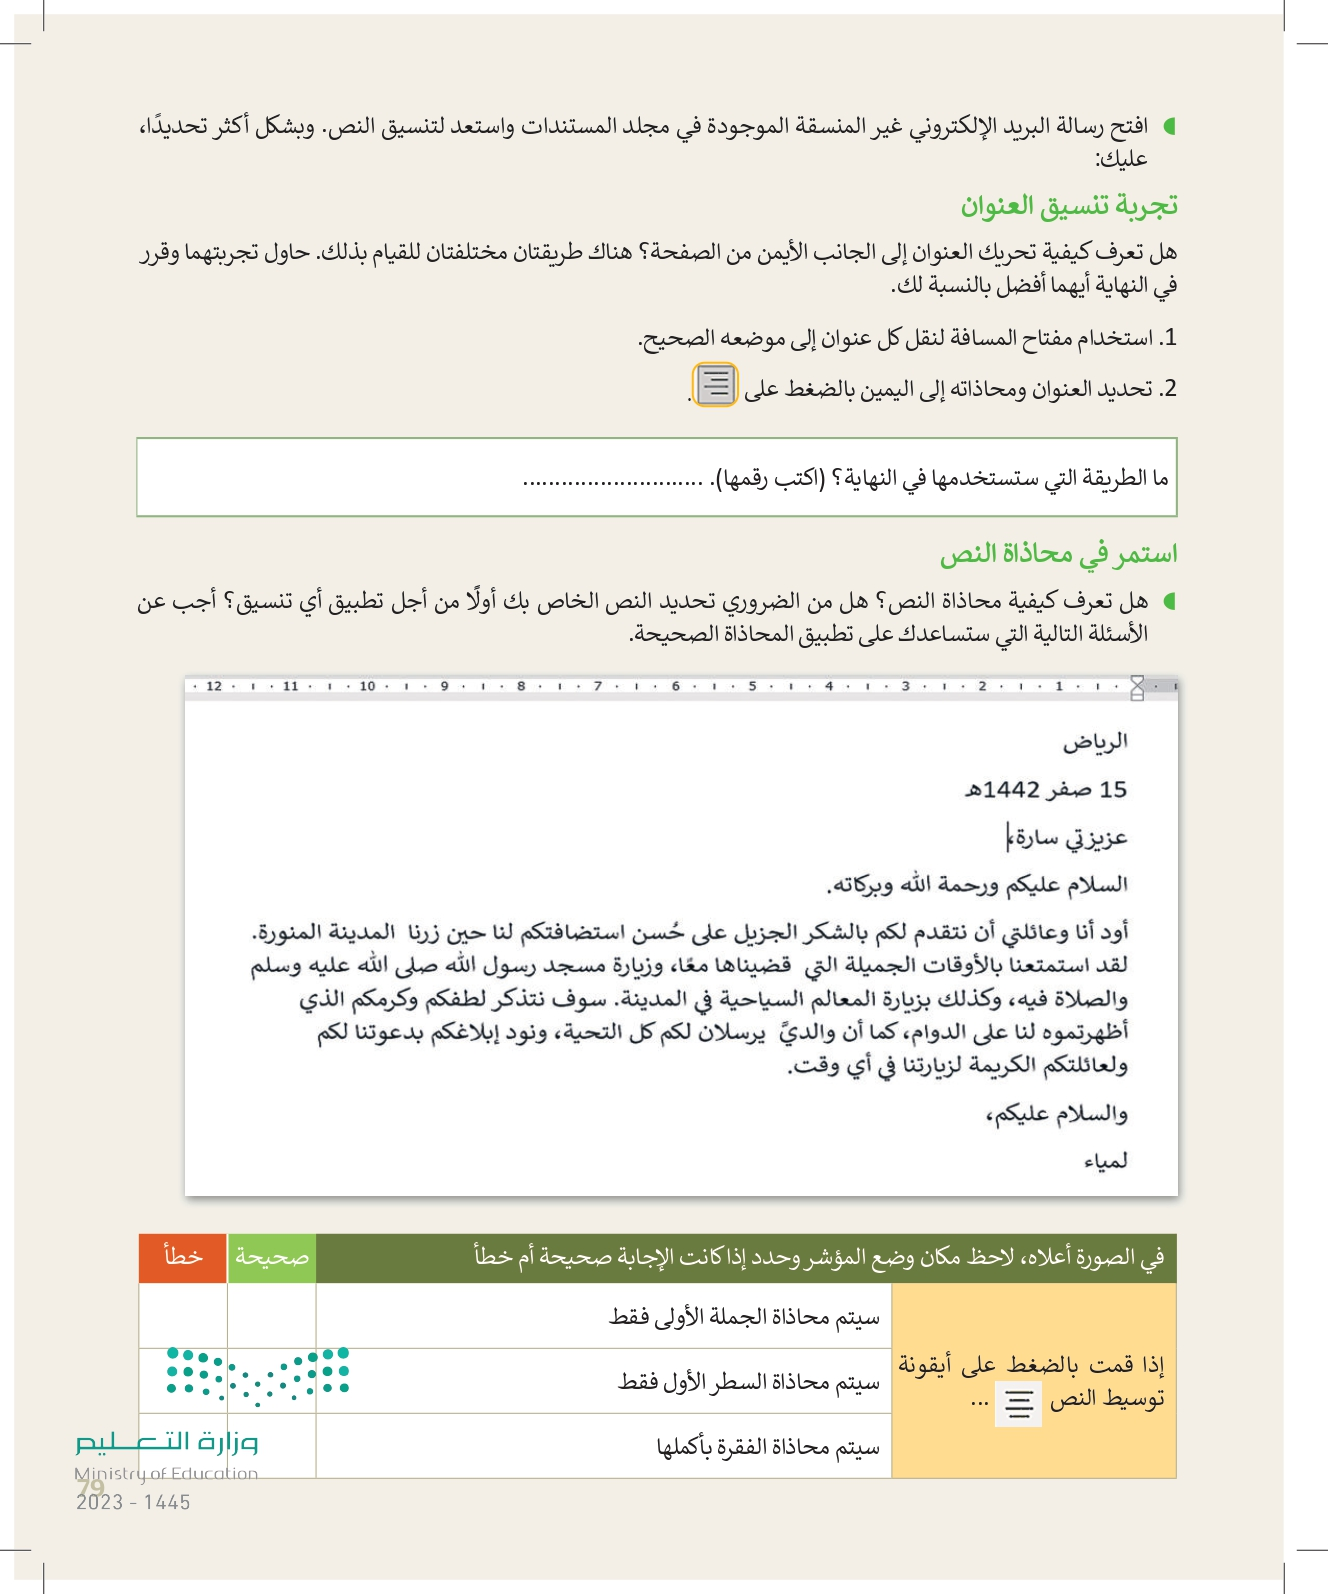 افتح رسالة البريد الإلكتروني غير المنسقة الموجودة في مجلد المستندات واستعد لتنسيق النص. وبشكل أكثر تحديدًا،
عليك:
تجربة تنسيق العنوان
هل تعرف كيفية تحريك العنوان إلى الجانب الأيمن من الصفحة؟ هناك طريقتان مختلفتان للقيام بذلك. حاول تجربتهما وقرر
في النهاية أيهما أفضل بالنسبة لك.
1. استخدام مفتاح المسافة لنقل كل عنوان إلى موضعه الصحيح.
2. تحديد العنوان ومحاذاته إلى اليمين بالضغط على .
ما الطريقة التي ستستخدمها في النهاية؟ (اكتب رقمها). .............................
استمر في محاذاة النص
هل تعرف كيفية محاذاة النص؟ هل من الضروري تحديد النص الخاص بك أولًا من أجل تطبيق أي تنسيق؟ أجب عن
الأسئلة التالية التي ستساعدك على تطبيق المحاذاة الصحيحة.
1 2 3 4 5 6 7 8 9 10 11 12
الرياض
15 صفر 1442هـ
عزيزتي سارة،
السلام عليكم ورحمة الله وبركاته.
أود أنا وعائلتي أن نتقدم لكم بالشكر الجزيل على حُسن استضافتكم لنا حين زرنا المدينة المنورة.
لقد استمتعنا بالأوقات الجميلة التي قضيناها معًا، وزيارة مسجد رسول الله صلى الله عليه وسلم
والصلاة فيه، وكذلك بزيارة المعالم السياحية في المدينة. سوف نتذكر لطفكم وكرمكم الذي
أظهرتموه لنا على الدوام، كما أن والديَّ يرسلان لكم كل التحية، ونود إبلاغكم بدعوتنا لكم
ولعائلتكم الكريمة لزيارتنا في أي وقت.
والسلام عليكم،
لمياء
في الصورة أعلاه، لاحظ مكان وضع المؤشر وحدد إذا كانت الإجابة صحيحة أم خطأ
صحيحة
خطأ
إذا قمت بالضغط على أيقونة
توسيط النص ...
سيتم محاذاة الجملة الأولى فقط
سيتم محاذاة السطر الأول فقط
سيتم محاذاة الفقرة بأكملها
وزارة التعليم
Ministry of Education
79
2023 - 1445